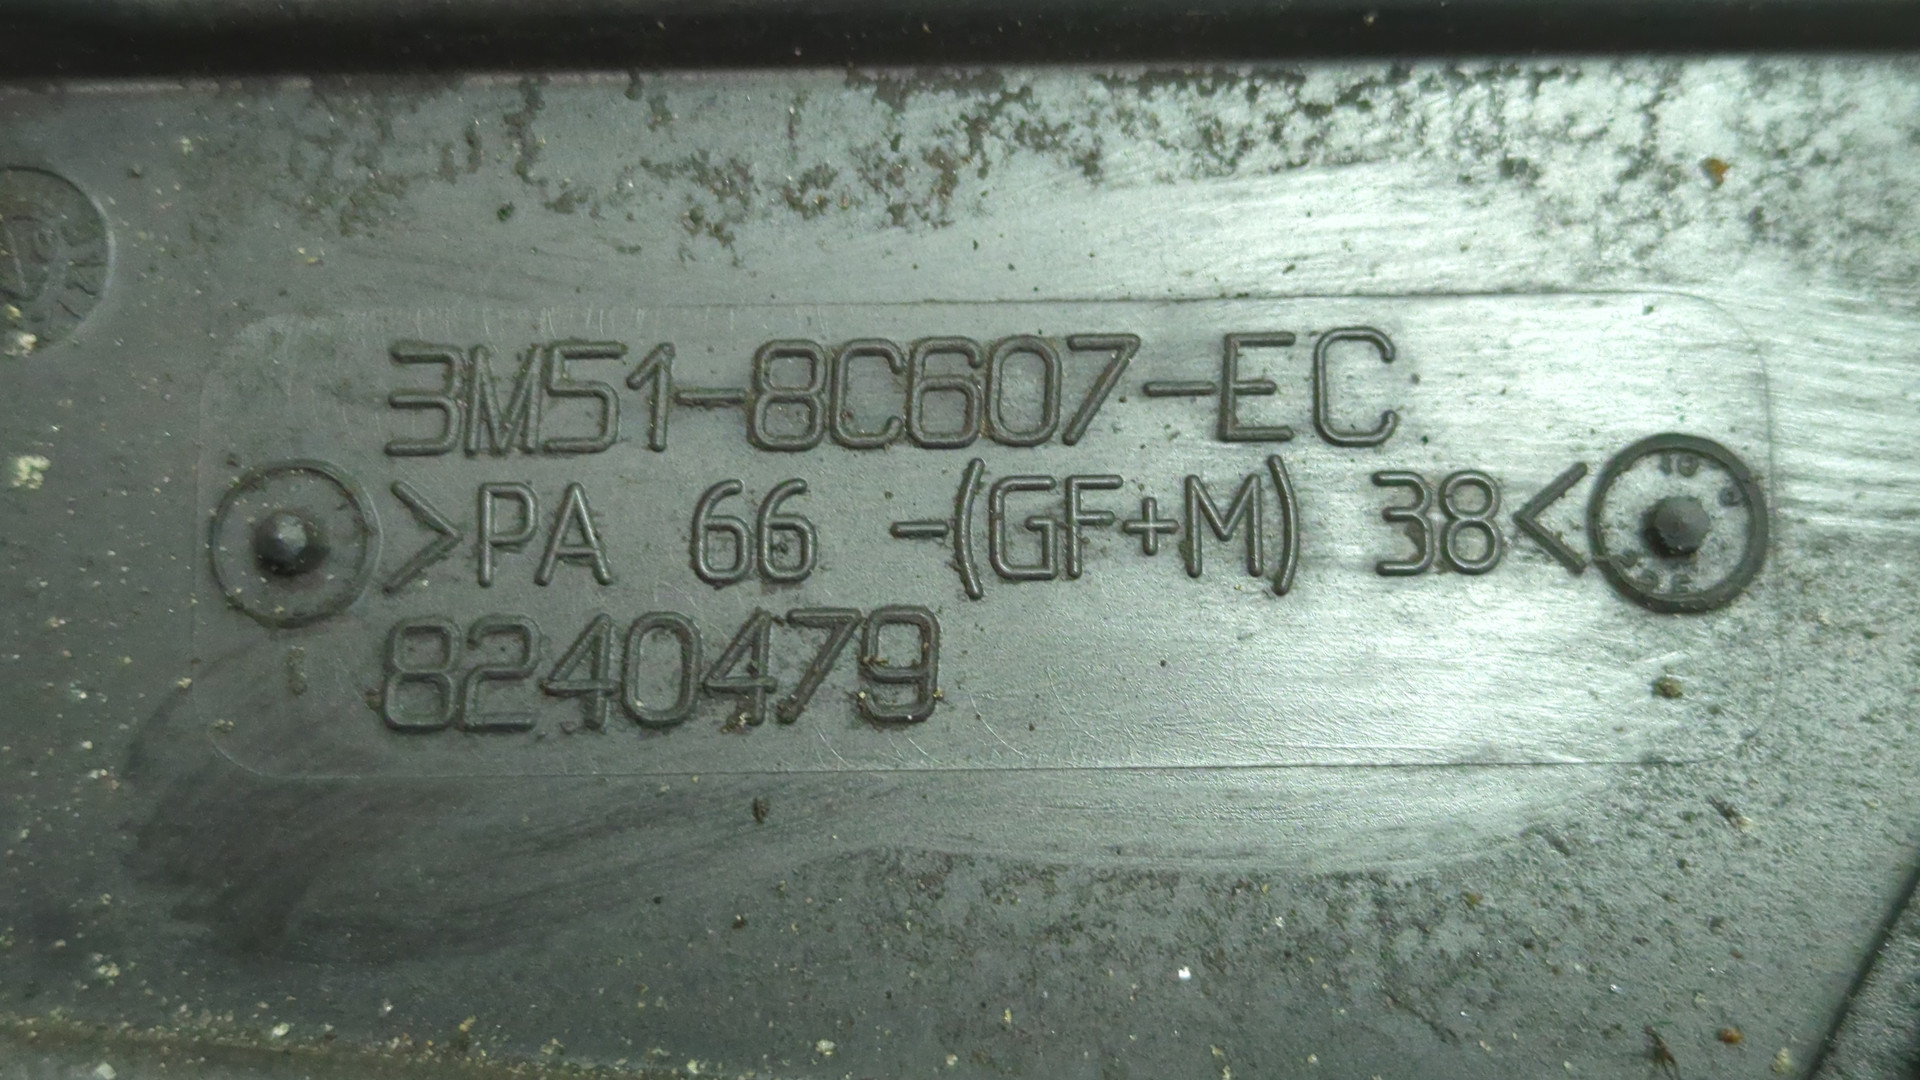 3M51-8C607-EC
>PA 66 -(GF+M) 38<
8240479